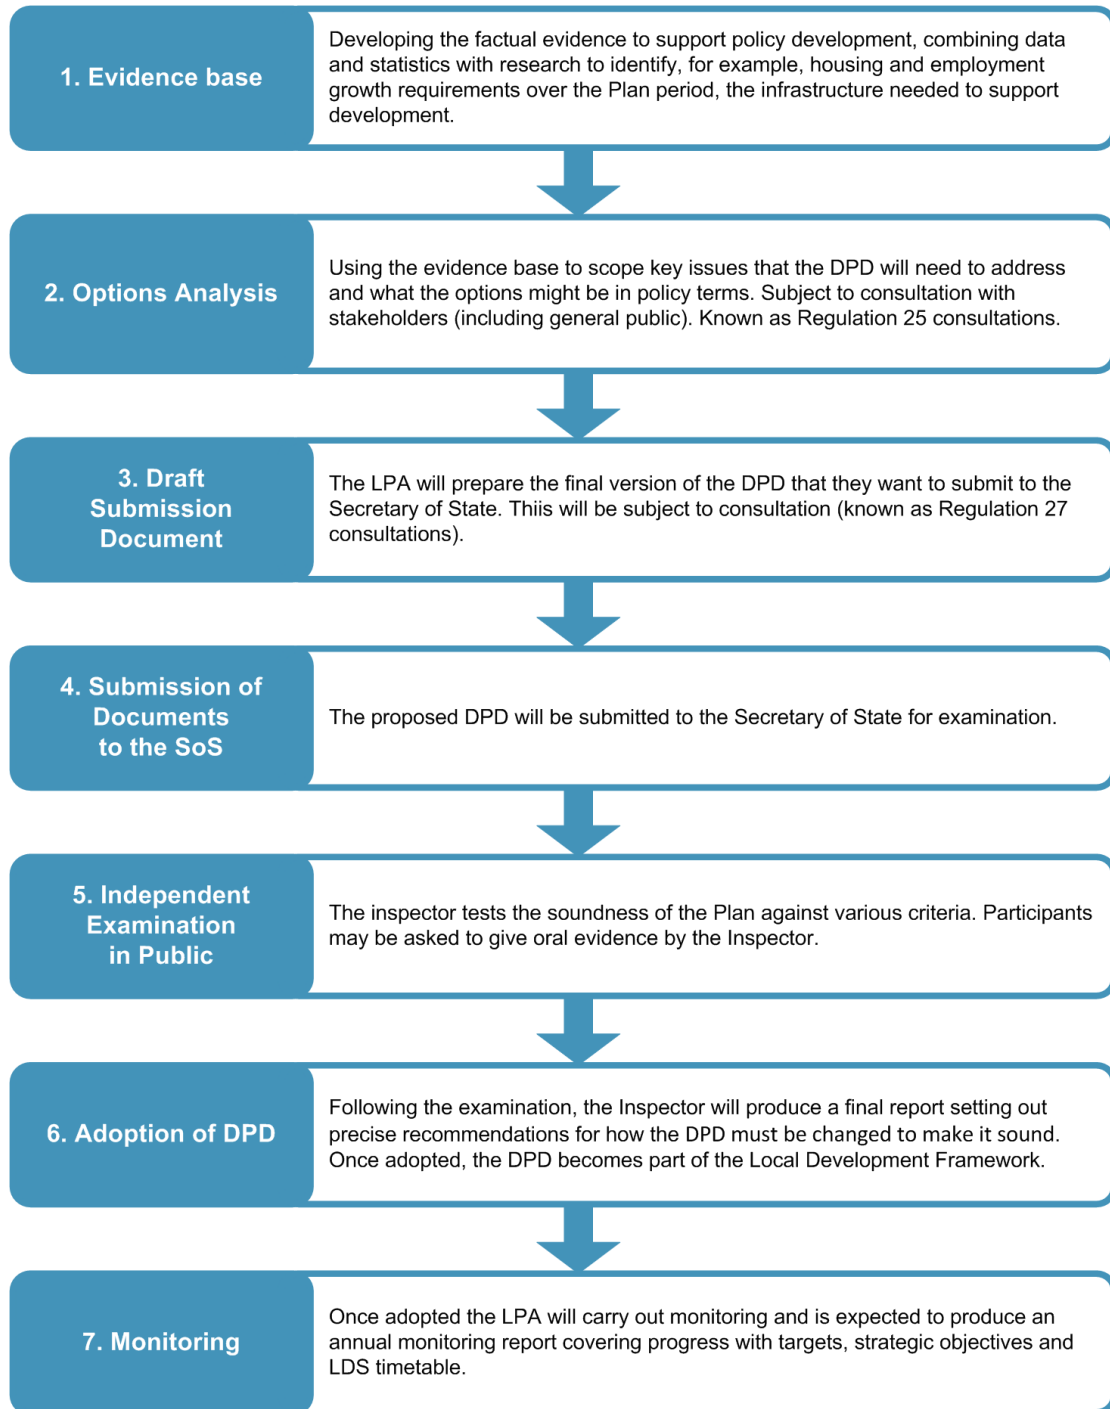 1. Evidence base
Developing the factual evidence to support policy development, combining data
and statistics with research to identify, for example, housing and employment
growth requirements over the Plan period, the infrastructure needed to support
development.
2. Options Analysis
Using the evidence base to scope key issues that the DPD will need to address
and what the options might be in policy terms. Subject to consultation with
stakeholders (including general public). Known as Regulation 25 consultations.
3. Draft
Submission
Document
The LPA will prepare the final version of the DPD that they want to submit to the
Secretary of State. Thiis will be subject to consultation (known as Regulation 27
consultations).
4. Submission of
Documents
to the SoS
The proposed DPD will be submitted to the Secretary of State for examination.
5. Independent
Examination
in Public
The inspector tests the soundness of the Plan against various criteria. Participants
may be asked to give oral evidence by the Inspector.
6. Adoption of DPD
Following the examination, the Inspector will produce a final report setting out
precise recommendations for how the DPD must be changed to make it sound.
Once adopted, the DPD becomes part of the Local Development Framework.
7. Monitoring
Once adopted the LPA will carry out monitoring and is expected to produce an
annual monitoring report covering progress with targets, strategic objectives and
LDS timetable.